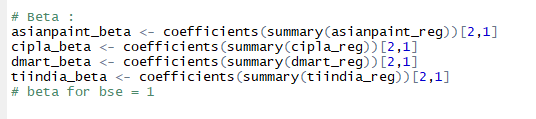 # Beta :
asianpaint_beta <- coefficients(summary(asianpaint_reg))[2,1]
cipla_beta <- coefficients(summary(cipla_reg))[2,1]
dmart_beta <- coefficients(summary(dmart_reg))[2,1]
tiindia_beta <- coefficients(summary(tiindia_reg))[2,1]
# beta for bse = 1